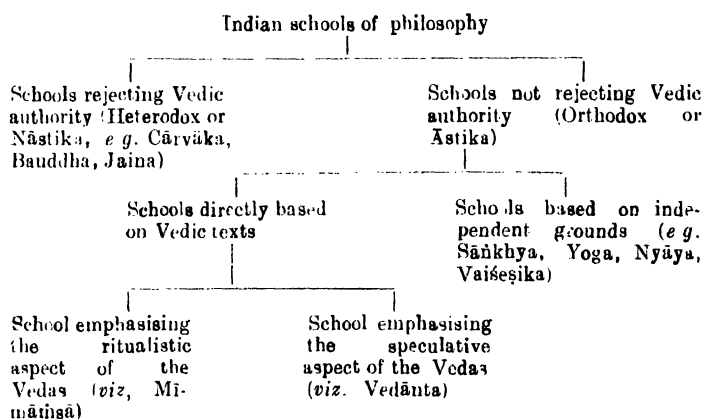 Indian schools of philosophy
Schools rejecting Vedic
authority (Heterodox or
Nāstika, e g. Cārvāka,
Bauddha, Jaina)
Schools not rejecting Vedic
authority (Orthodox or
Āstika)
Schools directly based
on Vedic texts
Schools based on inde-
pendent grounds (e g.
Sāṅkhya, Yoga, Nyāya,
Vaiśeṣika)
School emphasising
the ritualistic
aspect of the
Vedas (viz, Mī-
māṁsā)
School emphasising
the speculative
aspect of the Vedas
(viz. Vedānta)